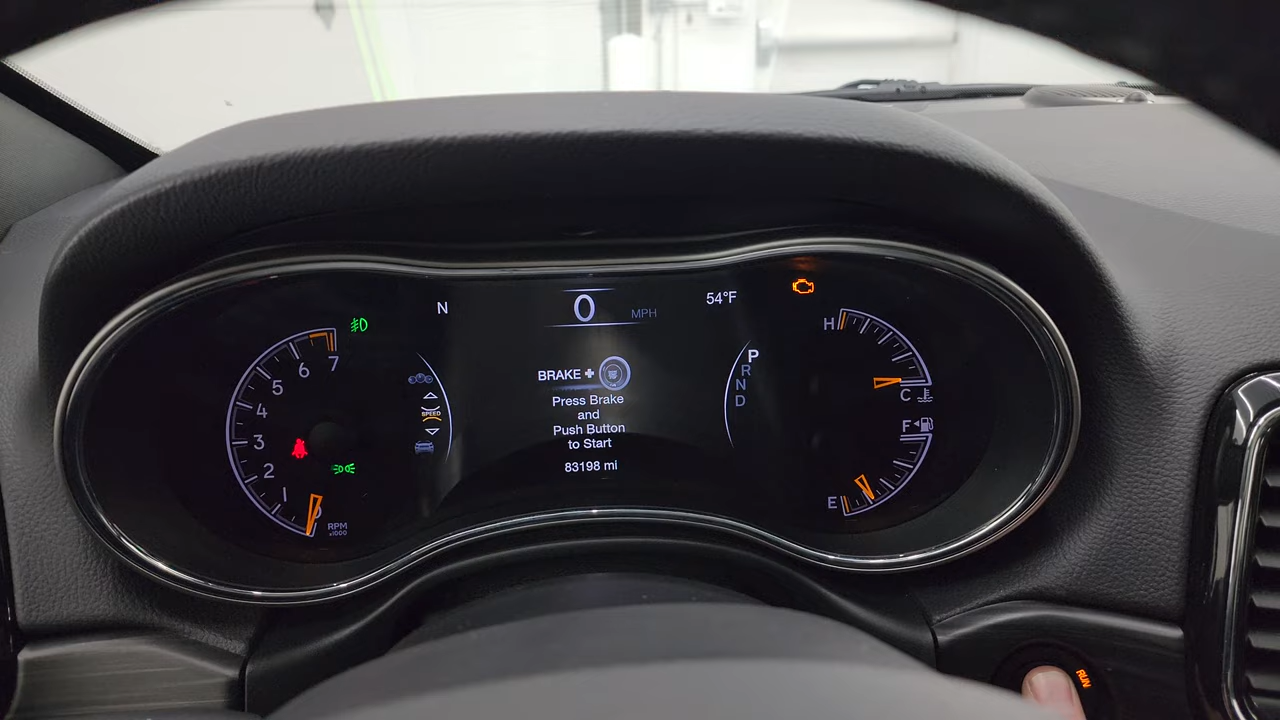 N
0 MPH
54°F
7
6
5
4
3
2
1
RPM
x1000
SPEED
BRAKE +
Press Brake
and
Push Button
to Start
83198 mi
P
R
N
D
H
C
F
E
RUN